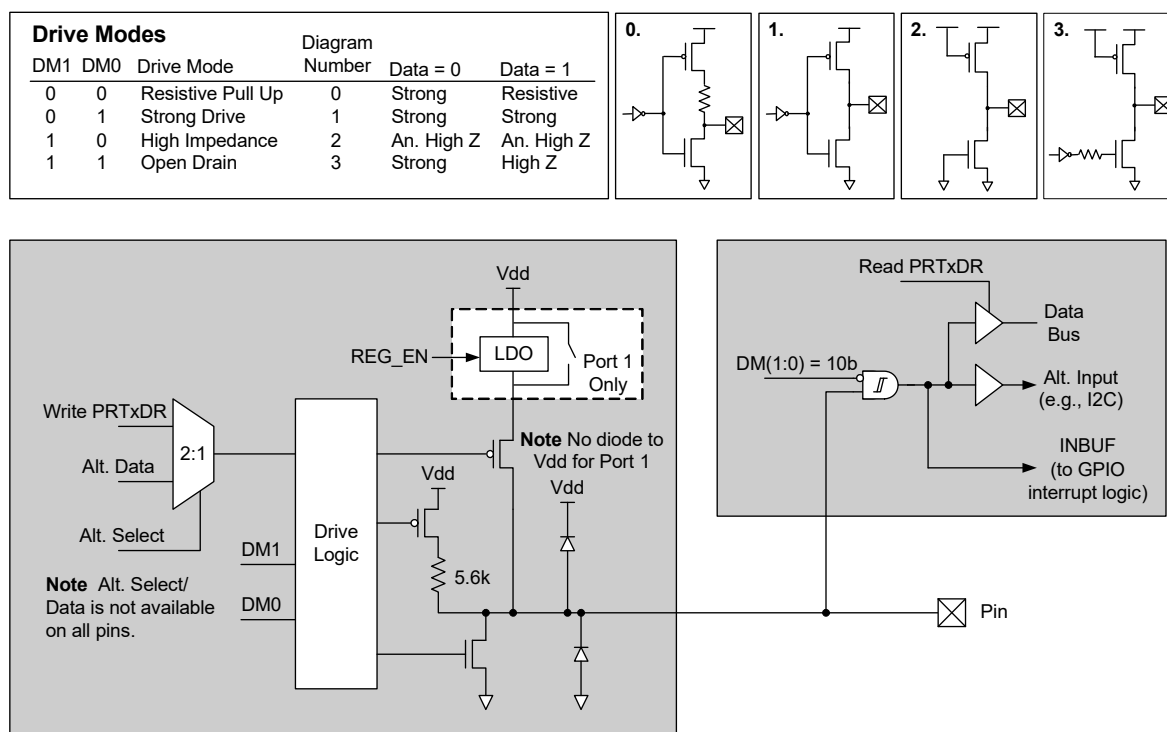 Drive Modes
DM1 DM0 Drive Mode Diagram Number Data = 0 Data = 1
0 0 Resistive Pull Up 0 Strong Resistive
0 1 Strong Drive 1 Strong Strong
1 0 High Impedance 2 An. High Z An. High Z
1 1 Open Drain 3 Strong High Z
0.
1.
2.
3.
Vdd
REG_EN
LDO
Port 1
Only
Write PRTxDR
2:1
Alt. Data
Alt. Select
Note No diode to
Vdd for Port 1
Vdd
Vdd
Drive
Logic
DM1
DM0
5.6k
Note Alt. Select/
Data is not available
on all pins.
Read PRTxDR
Data
Bus
DM(1:0) = 10b
Alt. Input
(e.g., I2C)
INBUF
(to GPIO
interrupt logic)
Pin